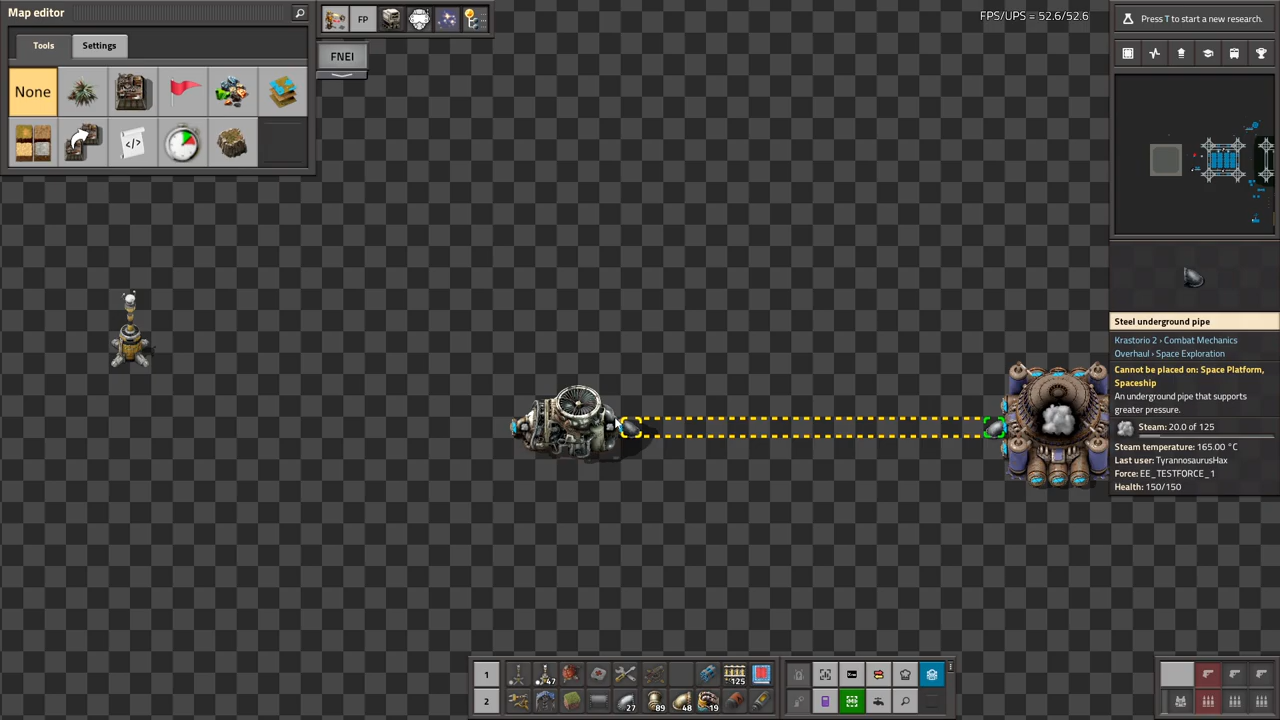 Map editor
Tools
Settings
None
FP
FNEI
FPS/UPS = 52.6/52.6
Press T to start a new research.
Steel underground pipe
Krastorio 2 › Combat Mechanics
Overhaul › Space Exploration
Cannot be placed on: Space Platform,
Spaceship
An underground pipe that supports
greater pressure.
Steam: 20.0 of 125
Steam temperature: 165.00 °C
Last user: TyrannosaurusHax
Force: EE_TESTFORCE_1
Health: 150/150
1
47
125
2
27
89
48
19